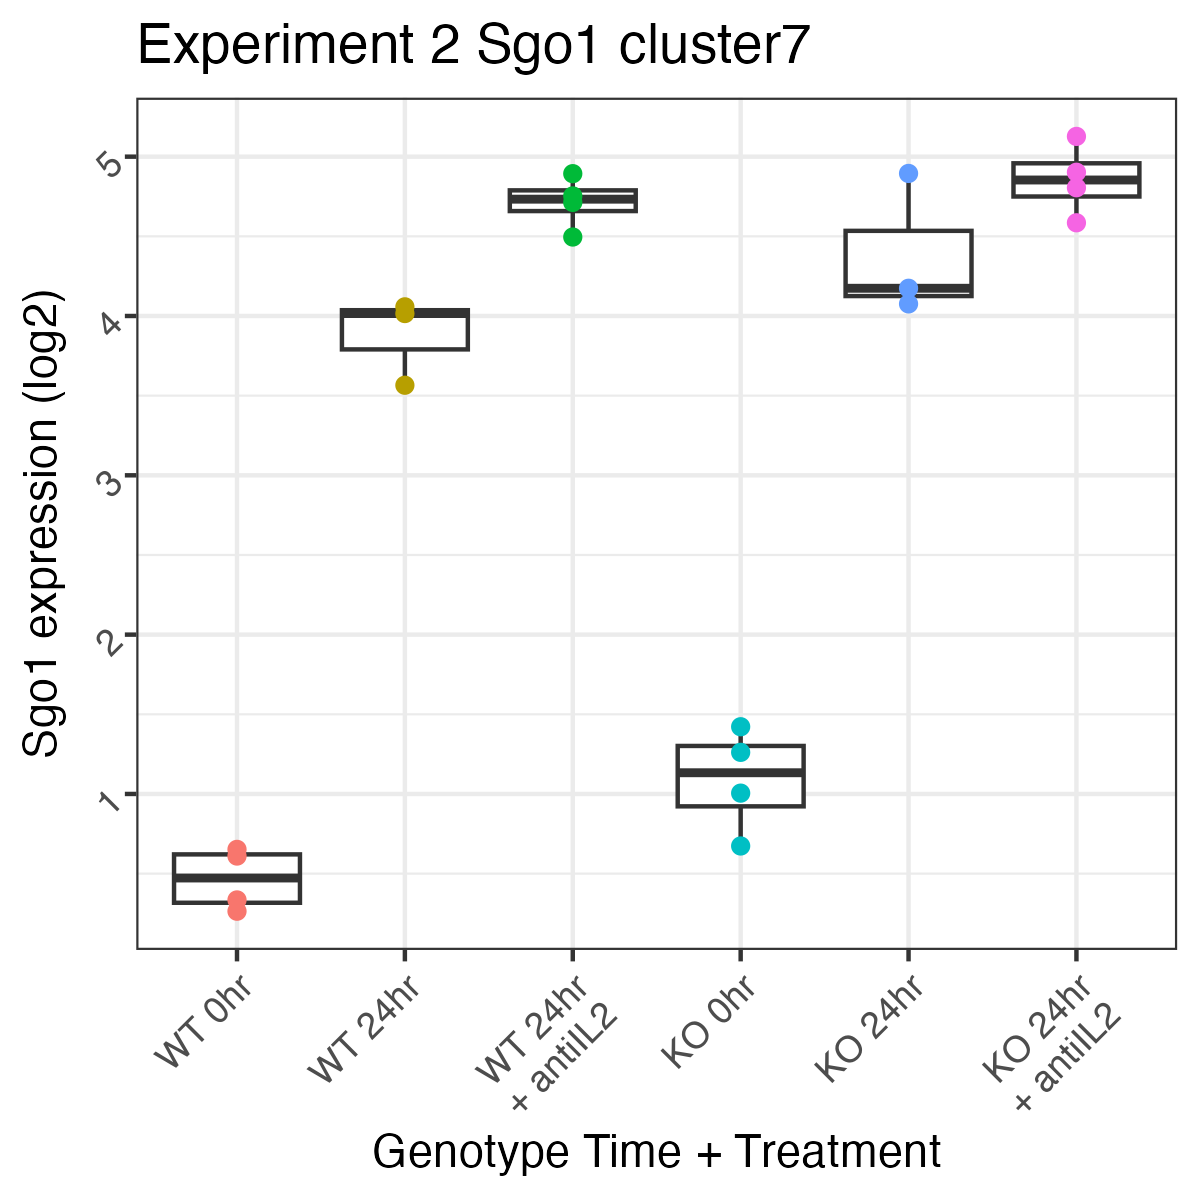 Experiment 2 Sgo1 cluster7
Sgo1 expression (log2)
5
4
3
2
1
WT 0hr
WT 24hr
WT 24hr
+ antiIL2
KO 0hr
KO 24hr
KO 24hr
+ antiIL2
Genotype Time + Treatment